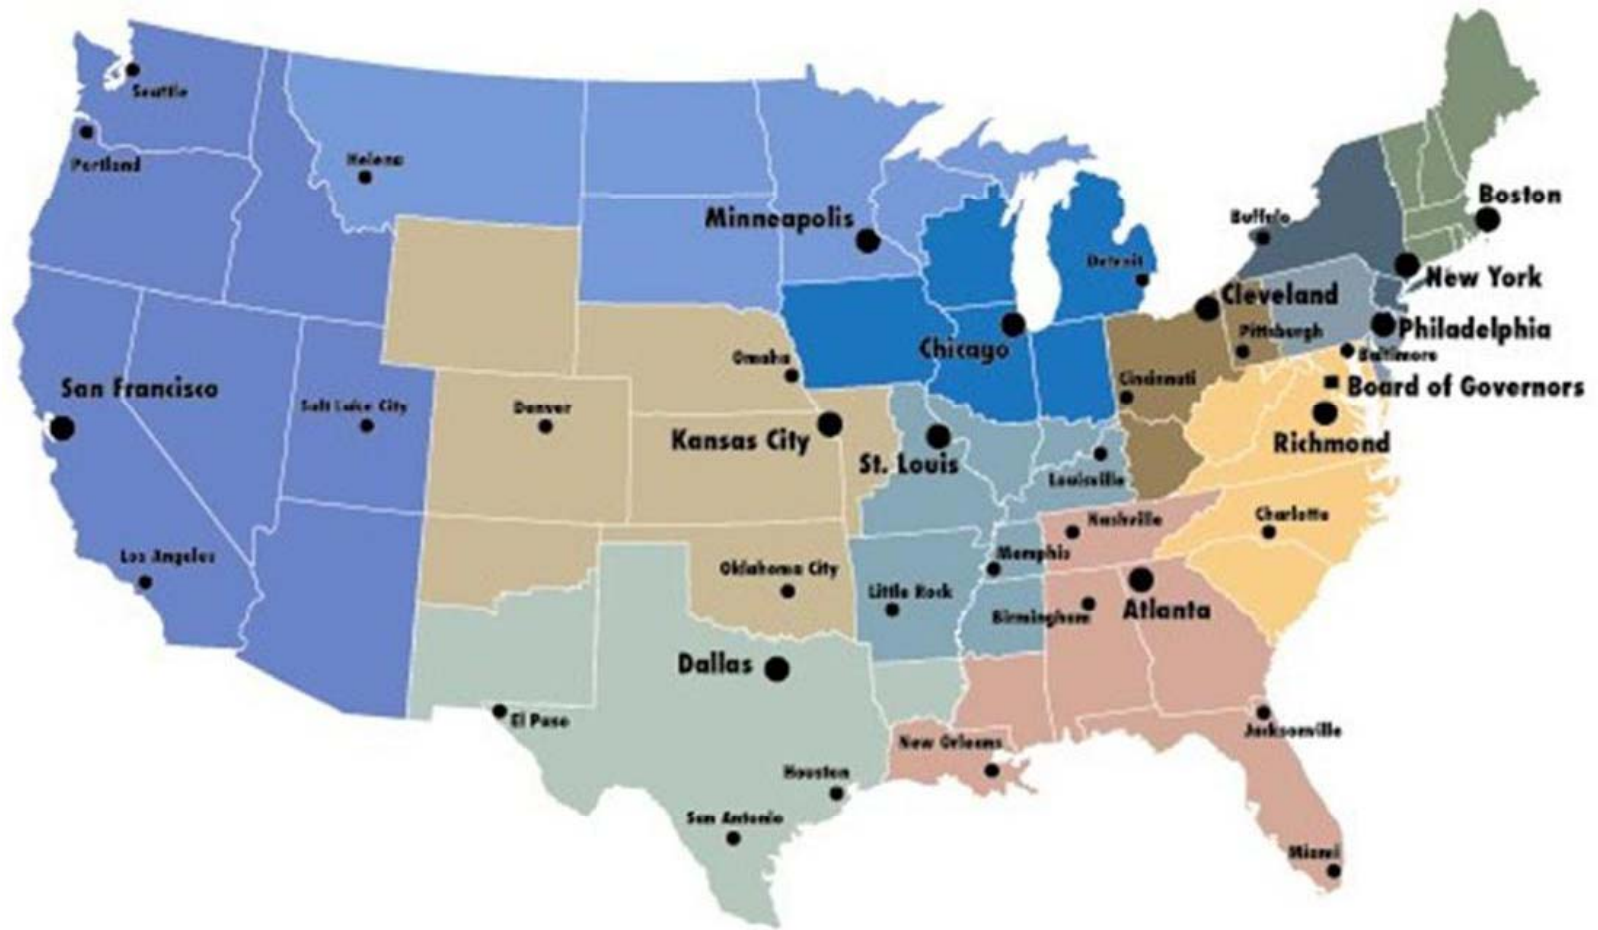 Seattle
Portland
Helena
Minneapolis
Boston
Buffalo
Detroit
New York
Cleveland
Pittsburgh
Philadelphia
Chicago
Baltimore
Omaha
Cincinnati
Board of Governors
San Francisco
Salt Lake City
Denver
Kansas City
St. Louis
Richmond
Louisville
Charlotte
Nashville
Los Angeles
Memphis
Oklahoma City
Little Rock
Birmingham
Atlanta
Dallas
El Paso
Jacksonville
New Orleans
Houston
San Antonio
Miami